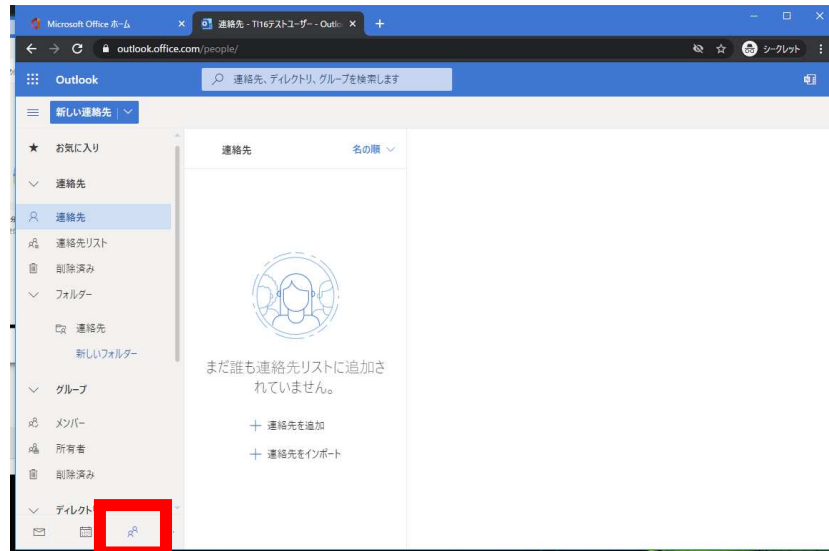 Microsoft Office ホーム
連絡先 - TI16テストユーザー - Outlo
outlook.office.com/people/
シークレット
Outlook
連絡先、ディレクトリ、グループを検索します
新しい連絡先
お気に入り
連絡先
名の順
連絡先
連絡先
連絡先リスト
削除済み
フォルダー
連絡先
新しいフォルダー
まだ誰も連絡先リストに追加さ
れていません。
グループ
連絡先を追加
メンバー
連絡先をインポート
所有者
削除済み